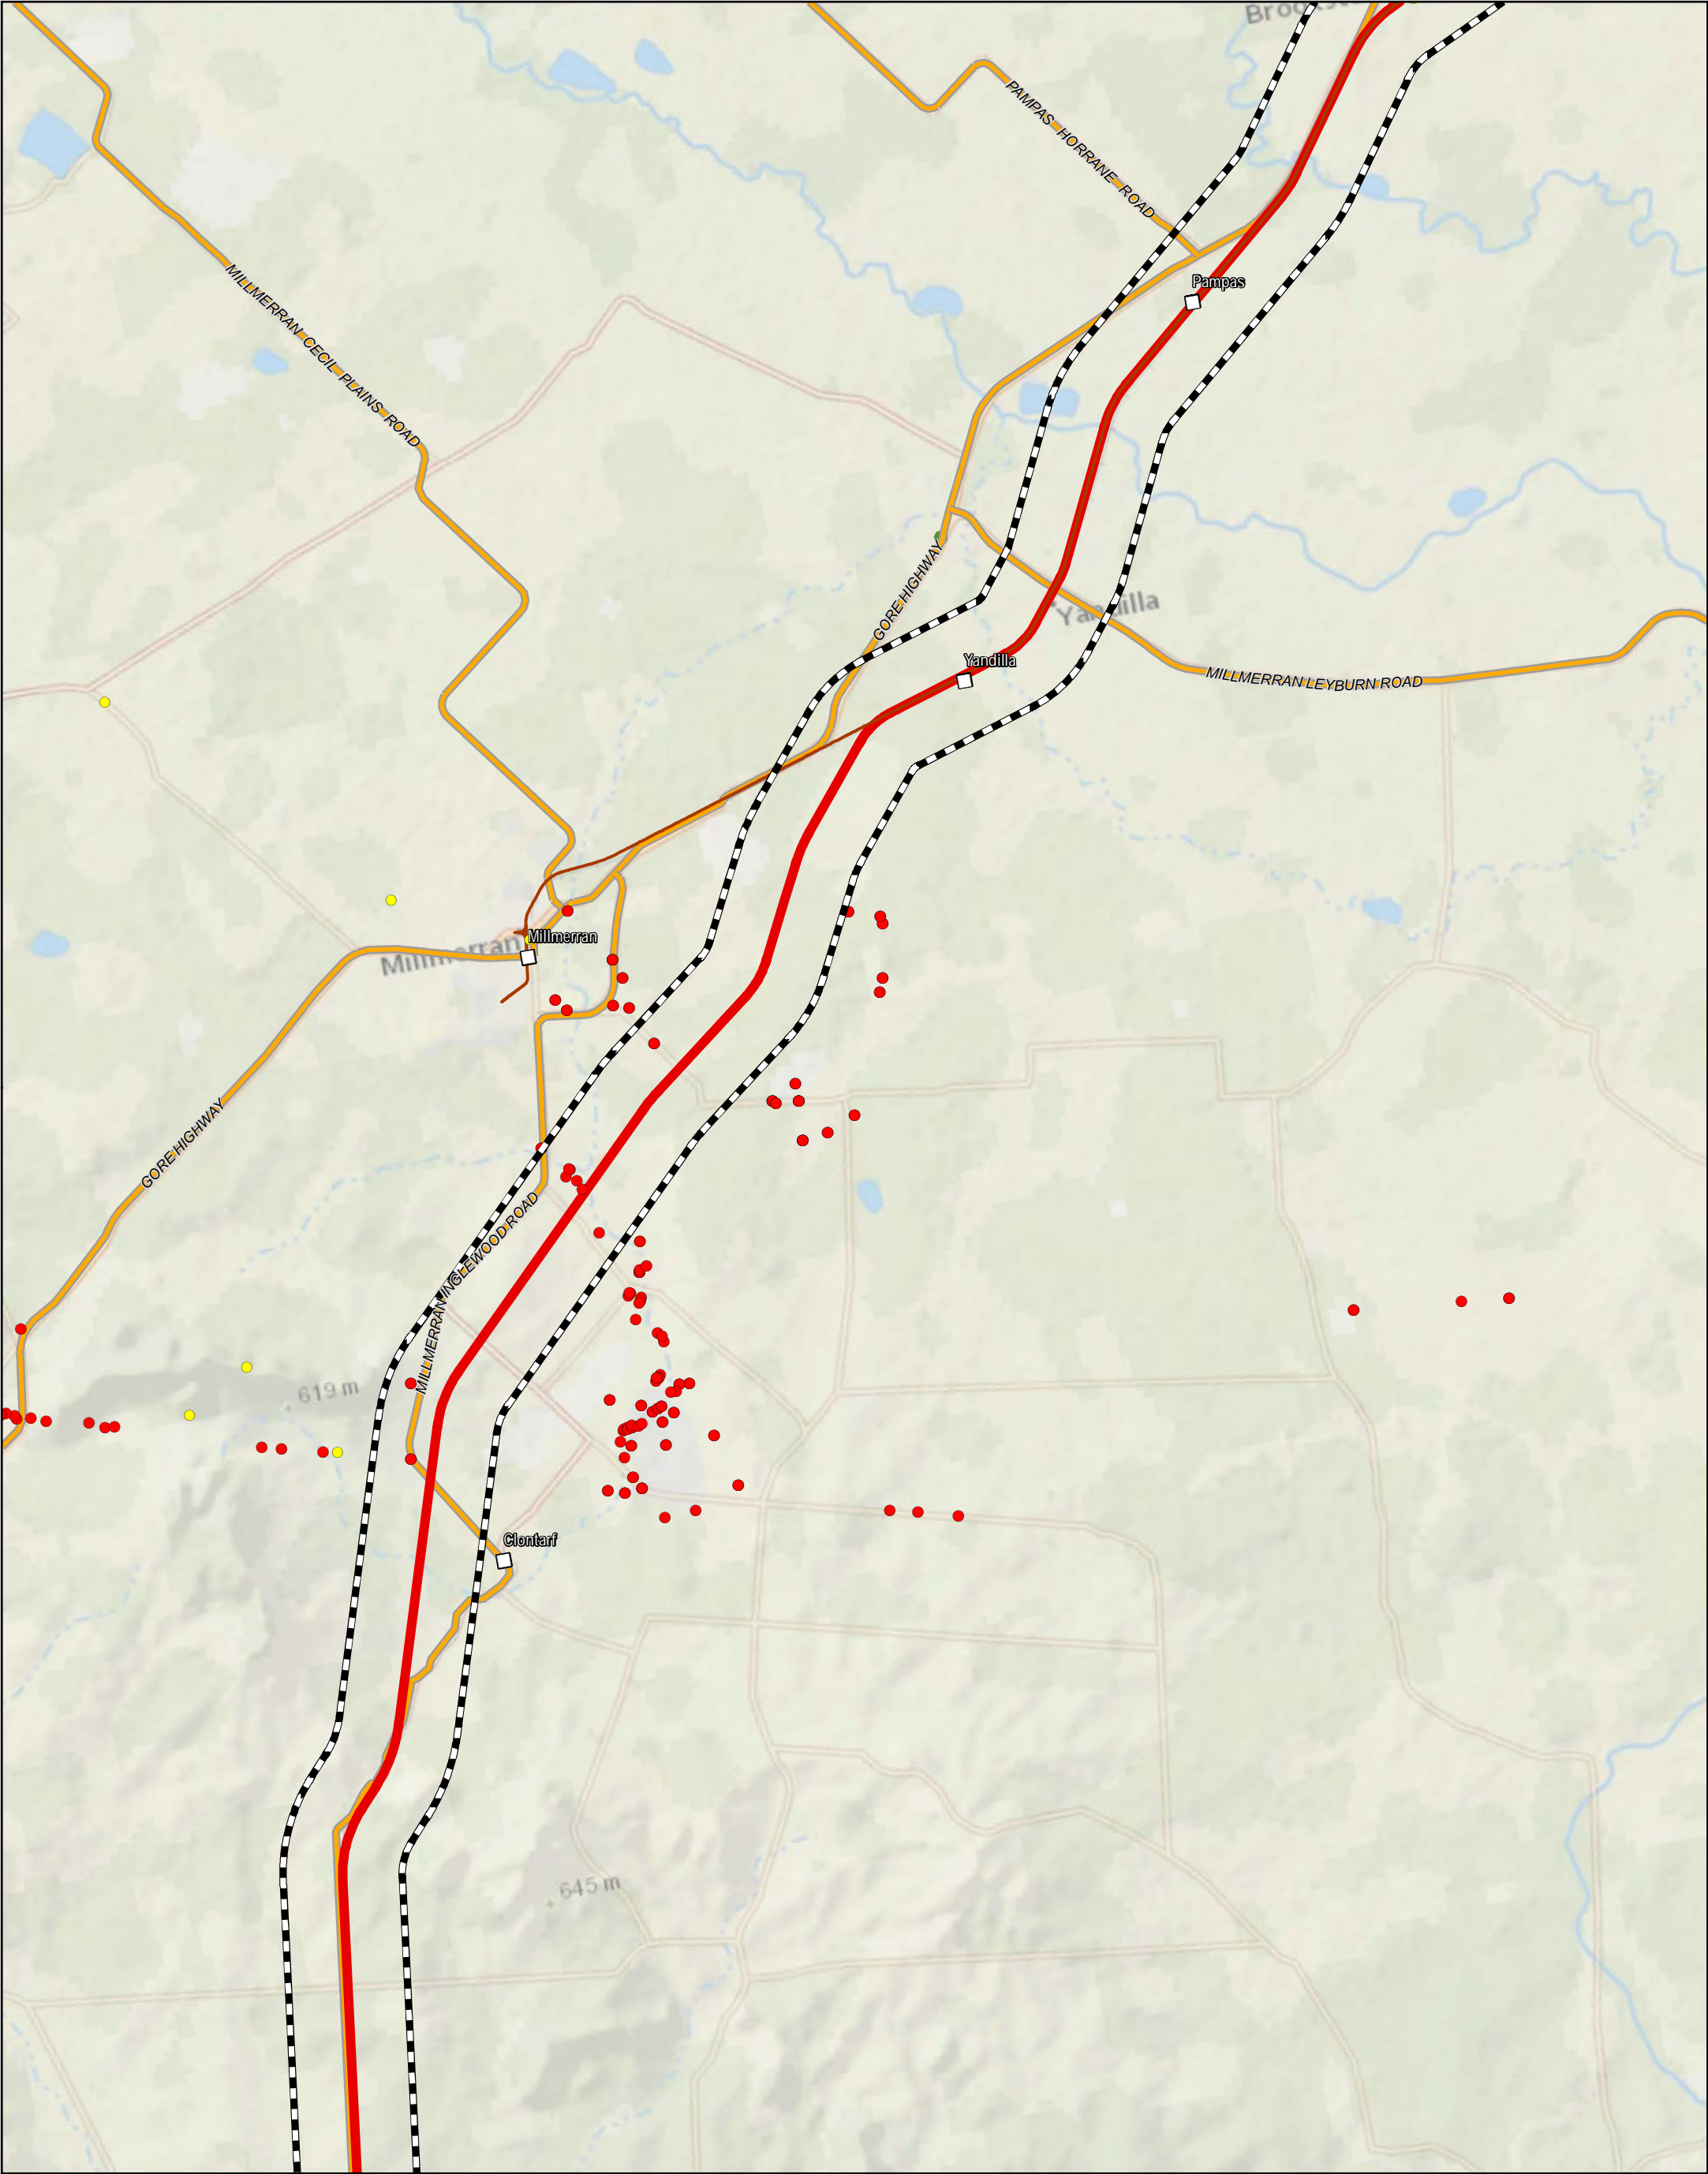 PAMPAS HORRANE ROAD
MILLMERRAN CECIL PLAINS ROAD
Pampas
GORE HIGHWAY
Yandilla
Yandilla
MILLMERRAN LEYBURN ROAD
Millmerran
Millmerran
GORE HIGHWAY
MILLMERRAN INGLEWOOD ROAD
619 m
Clontarf
645 m